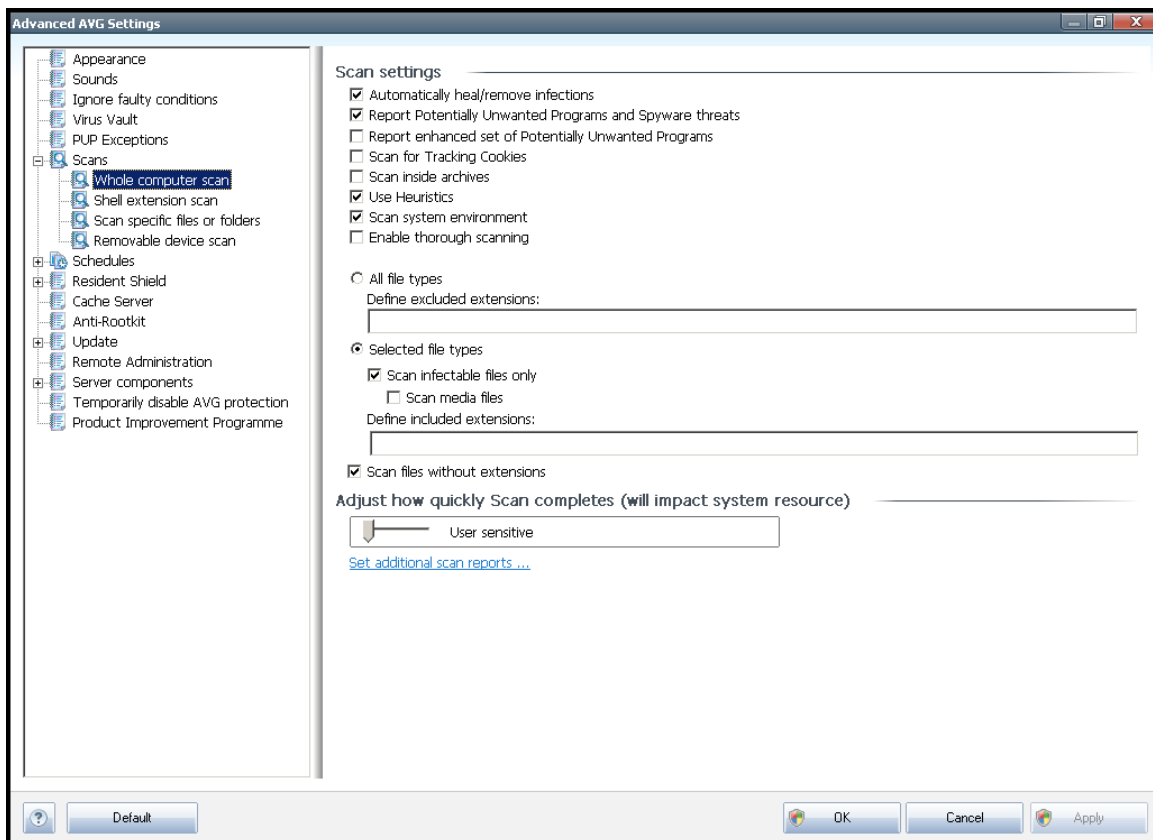 Advanced AVG Settings
Appearance
Sounds
Ignore faulty conditions
Virus Vault
PUP Exceptions
Scans
Whole computer scan
Shell extension scan
Scan specific files or folders
Removable device scan
Schedules
Resident Shield
Cache Server
Anti-Rootkit
Update
Remote Administration
Server components
Temporarily disable AVG protection
Product Improvement Programme
Scan settings
Automatically heal/remove infections
Report Potentially Unwanted Programs and Spyware threats
Report enhanced set of Potentially Unwanted Programs
Scan for Tracking Cookies
Scan inside archives
Use Heuristics
Scan system environment
Enable thorough scanning
All file types
Define excluded extensions:
Selected file types
Scan infectable files only
Scan media files
Define included extensions:
Scan files without extensions
Adjust how quickly Scan completes (will impact system resource)
User sensitive
Set additional scan reports ...
? Default OK Cancel Apply